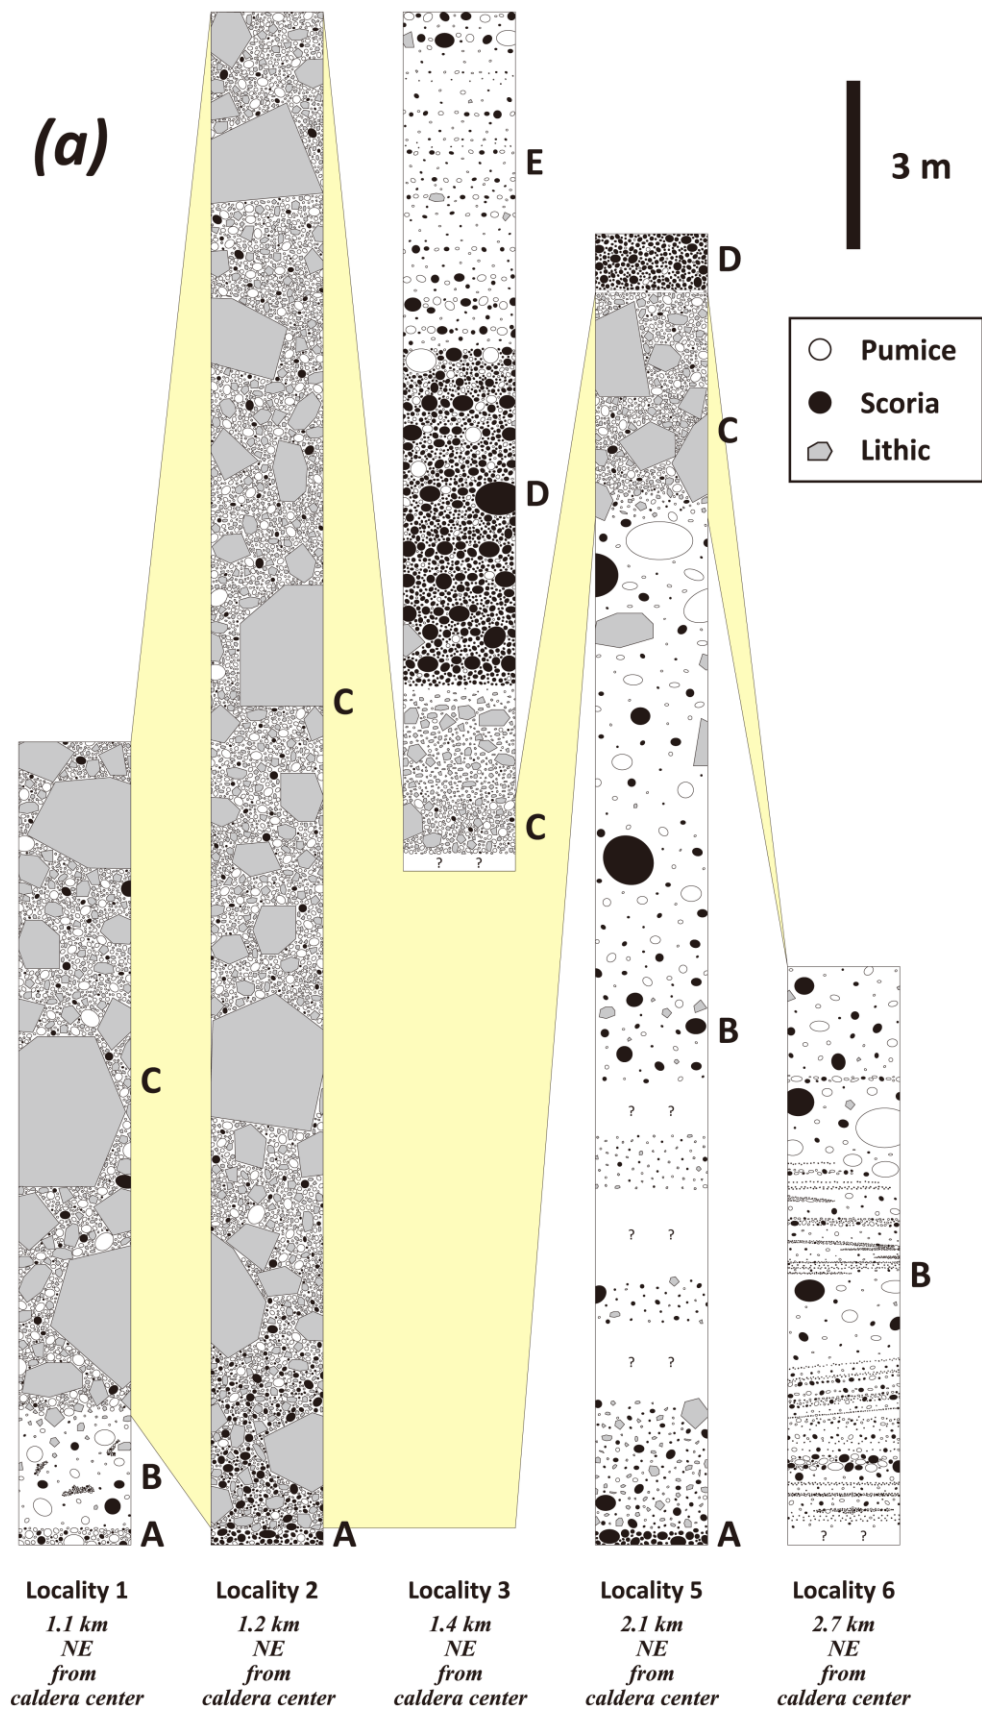 (a)
E
3 m
D
Pumice
Scoria
Lithic
C
D
C
C
? ?
B
C
? ?
? ?
B
? ?
B
A
A
A
? ?
Locality 1
1.1 km
NE
from
caldera center
Locality 2
1.2 km
NE
from
caldera center
Locality 3
1.4 km
NE
from
caldera center
Locality 5
2.1 km
NE
from
caldera center
Locality 6
2.7 km
NE
from
caldera center